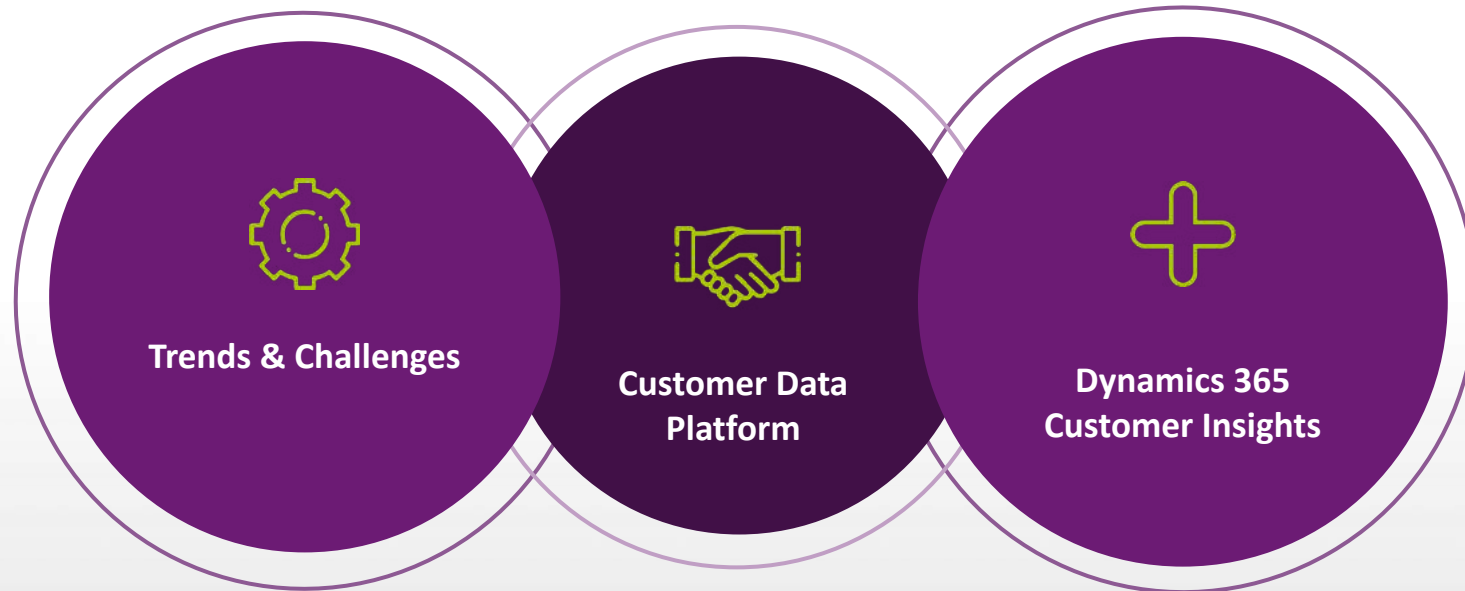 Trends & Challenges
Customer Data
Platform
Dynamics 365
Customer Insights